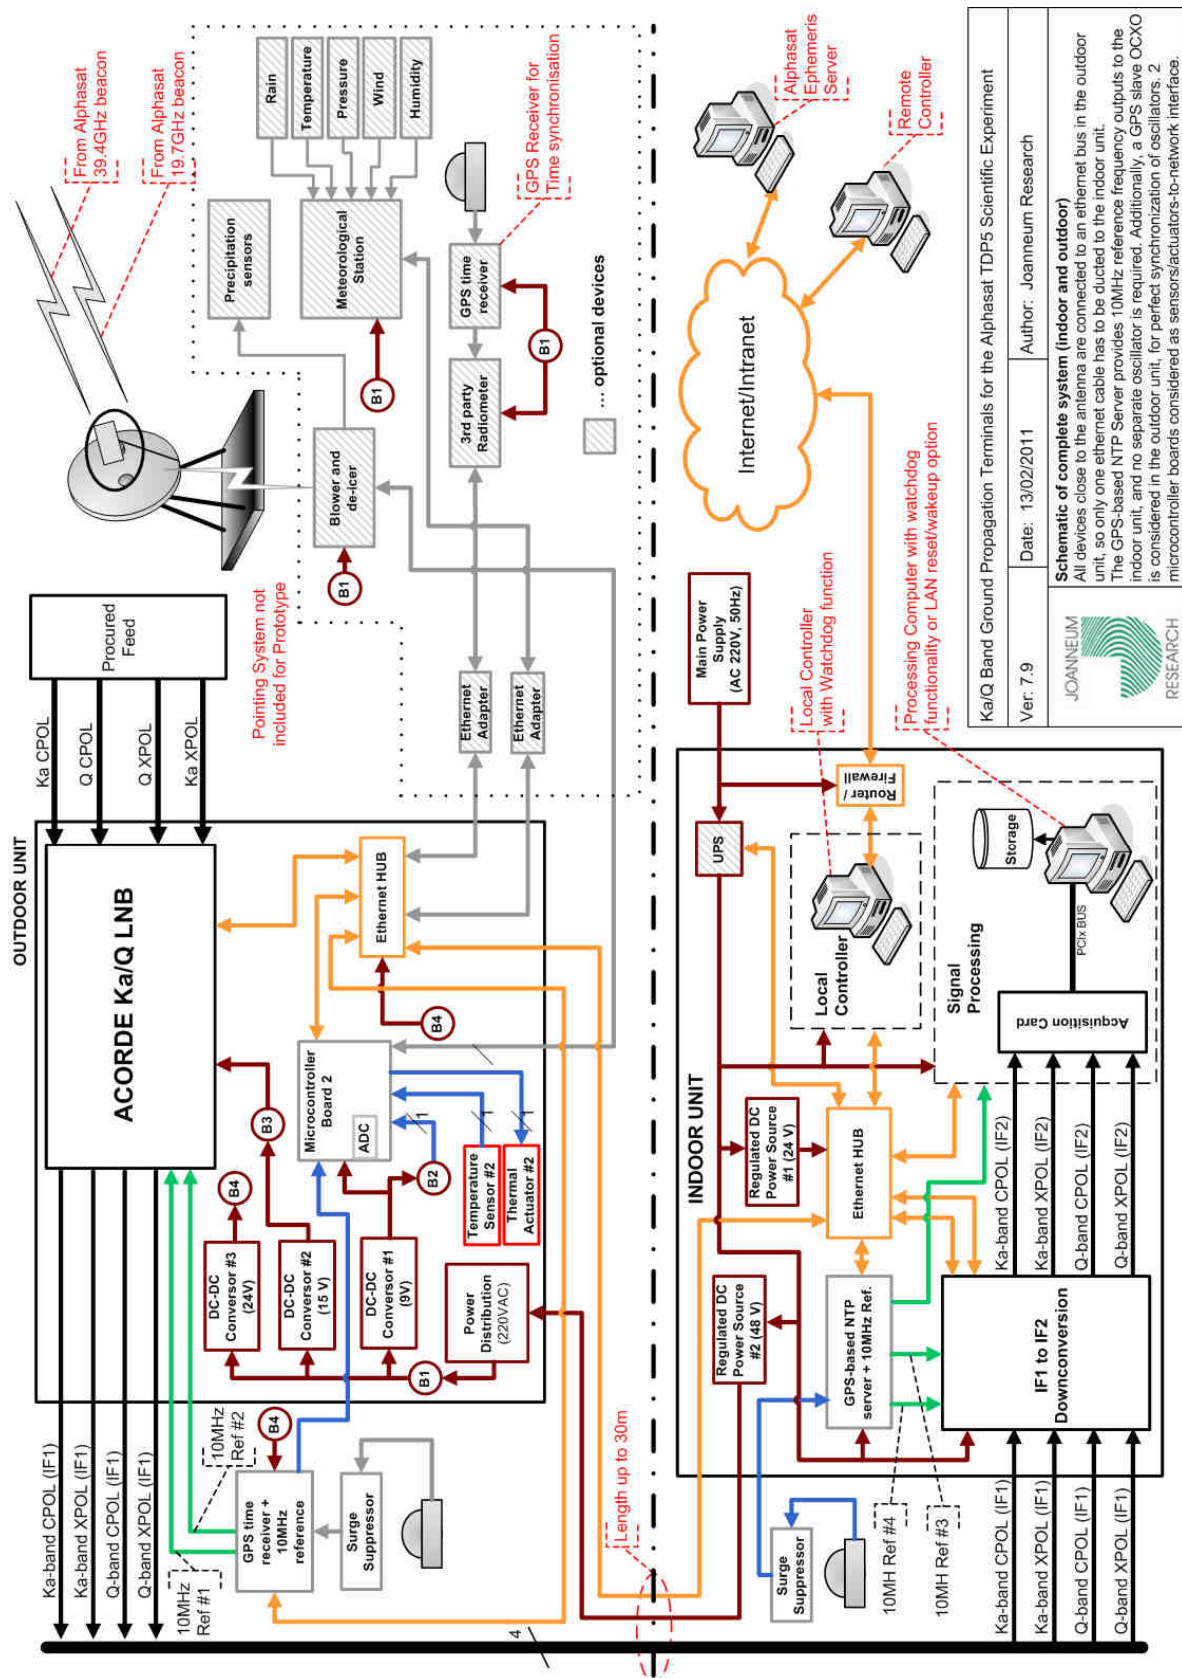 From Alphasat
39.4GHz beacon
From Alphasat
19.7GHz beacon
Rain
Temperature
Pressure
Wind
Humidity
Precipitation
sensors
Meteorological
Station
GPS Receiver for
Time synchronisation
GPS time
receiver
3rd party
Radiometer
B1
B1
B1
Blower and
de-icer
... optional devices
Pointing System not
included for Prototype
Ethernet
Adapter
Ethernet
Adapter
Procured
Feed
Ka CPOL
Q CPOL
Q XPOL
Ka XPOL
OUTDOOR UNIT
ACORDE Ka/Q LNB
Ethernet HUB
B4
Microcontroller
Board 2
ADC
B3
B4
B2
1
1
1
Temperature
Sensor #2
Thermal
Actuator #2
DC-DC
Conversor #3
(24V)
DC-DC
Conversor #2
(15 V)
DC-DC
Conversor #1
(9V)
Power
Distribution
(220VAC)
B1
Ka-band CPOL (IF1)
Ka-band XPOL (IF1)
Q-band CPOL (IF1)
Q-band XPOL (IF1)
10MHz
Ref #1
10MHz
Ref #2
B4
GPS time
receiver +
10MHz
reference
Surge
Suppressor
4
Length up to 30m
Alphasat
Ephemeris
Server
Remote
Controller
Internet/Intranet
Main Power
Supply
(AC 220V, 50Hz)
Local Controller
with Watchdog function
Processing Computer with watchdog
functionality or LAN reset/wakeup option
INDOOR UNIT
UPS
Router /
Firewall
Local
Controller
Signal
Processing
Storage
PCIx BUS
Acquisition Card
Regulated DC
Power Source
#1 (24 V)
Regulated DC
Power Source
#2 (48 V)
Ethernet HUB
GPS-based NTP
server + 10MHz Ref.
IF1 to IF2
Downconversion
Ka-band CPOL (IF2)
Ka-band XPOL (IF2)
Q-band CPOL (IF2)
Q-band XPOL (IF2)
Surge
Suppressor
10MH Ref #4
10MH Ref #3
Ka-band CPOL (IF1)
Ka-band XPOL (IF1)
Q-band CPOL (IF1)
Q-band XPOL (IF1)
Ka/Q Band Ground Propagation Terminals for the Alphasat TDP5 Scientific Experiment
Ver: 7.9
Date: 13/02/2011
Author: Joanneum Research
JOANNEUM
RESEARCH
Schematic of complete system (indoor and outdoor)
All devices close to the antenna are connected to an ethernet bus in the outdoor
unit, so only one ethernet cable has to be ducted to the indoor unit.
The GPS-based NTP Server provides 10MHz reference frequency outputs to the
indoor unit, and no separate oscillator is required. Additionally, a GPS slave OCXO
is considered in the outdoor unit, for perfect synchronization of oscillators. 2
microcontroller boards considered as sensors/actuators-to-network interface.